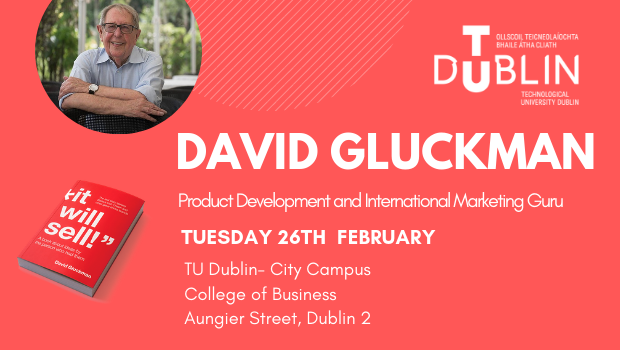 OLLSCOIL TEICNEOLAÍOCHTA
BHAILE ÁTHA CLIATH
TU
DUBLIN
TECHNOLOGICAL
UNIVERSITY DUBLIN
DAVID GLUCKMAN
Product Development and International Marketing Guru
TUESDAY 26TH FEBRUARY
TU Dublin- City Campus
College of Business
Aungier Street, Dublin 2
it
will
sell!”
David Gluckman